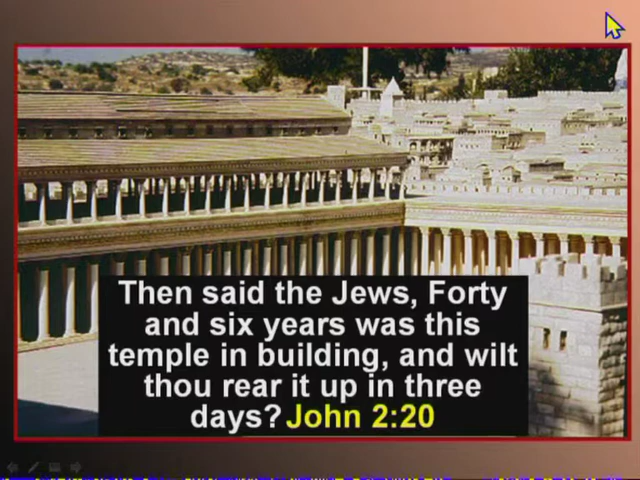 Then said the Jews, Forty
and six years was this
temple in building, and wilt
thou rear it up in three
days? John 2:20